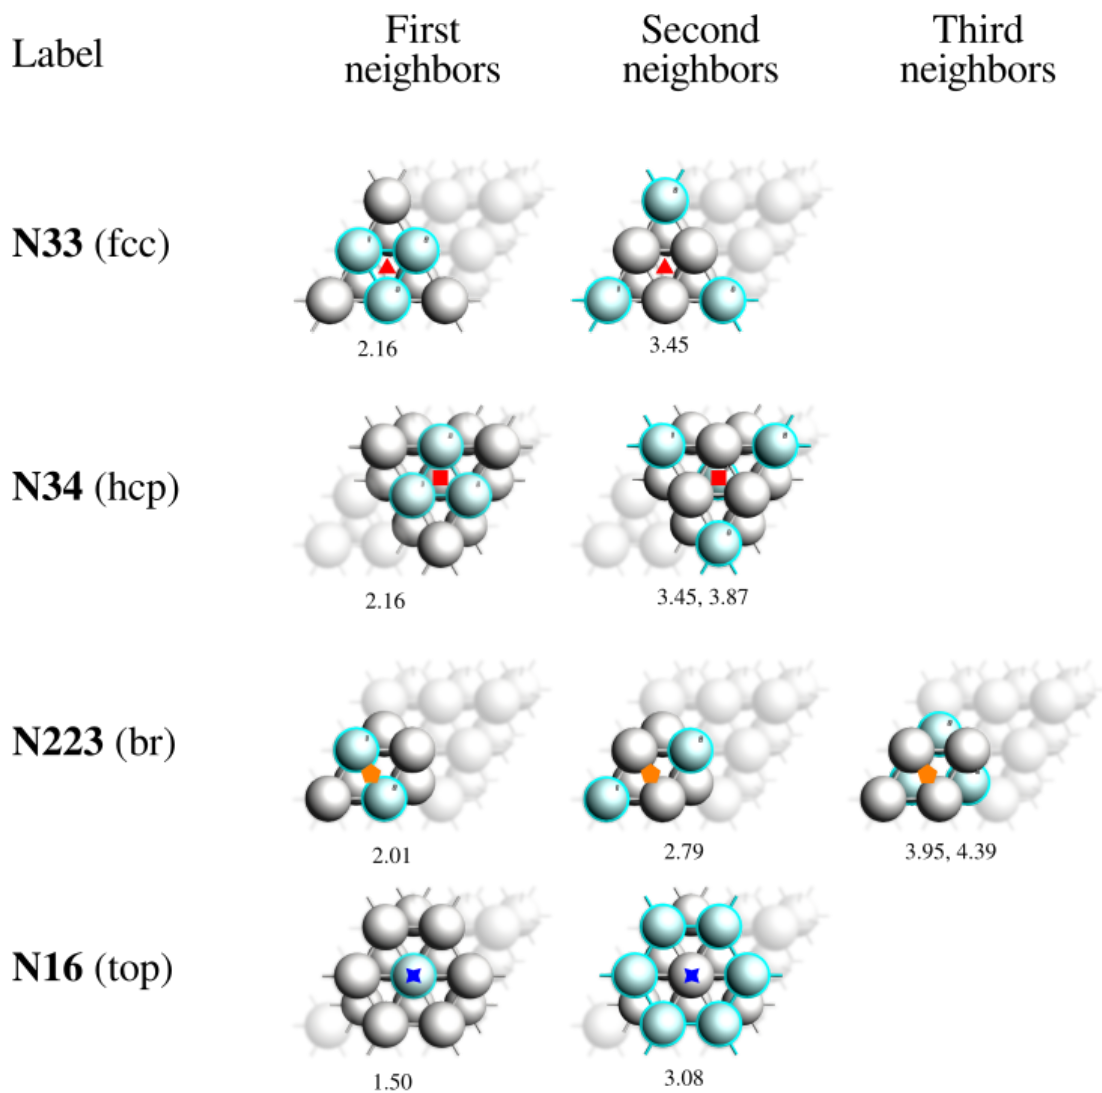 Label
First neighbors
Second neighbors
Third neighbors
N33 (fcc)
2.16
3.45
N34 (hcp)
2.16
3.45, 3.87
N223 (br)
2.01
2.79
3.95, 4.39
N16 (top)
1.50
3.08